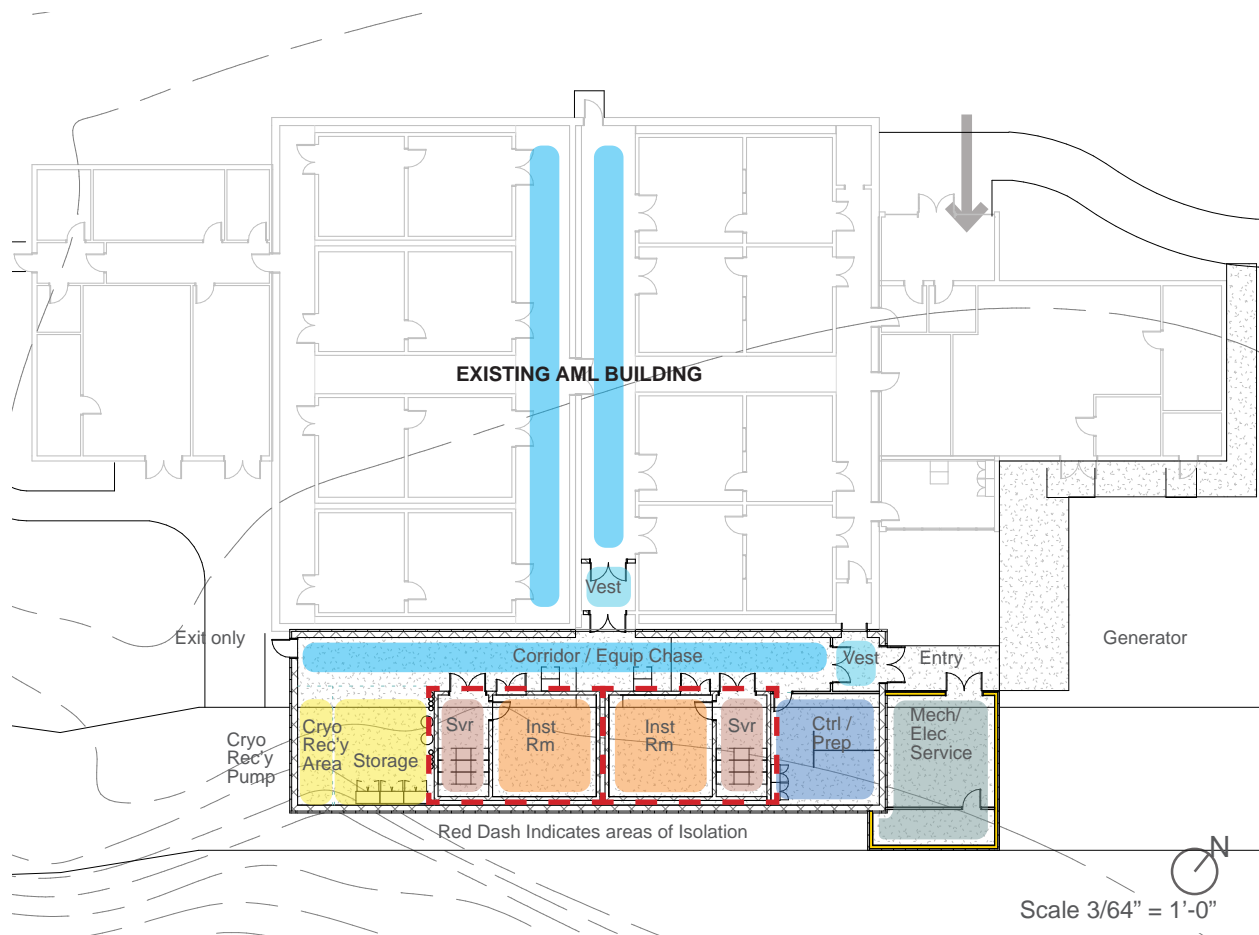 EXISTING AML BUILDING
Vest
Exit only
Generator
Corridor / Equip Chase
Vest
Entry
Cryo
Rec'y
Pump
Cryo
Rec'y
Area
Storage
Svr
Inst
Rm
Inst
Rm
Svr
Ctrl /
Prep
Mech/
Elec
Service
Red Dash Indicates areas of Isolation
N
Scale 3/64” = 1’-0”